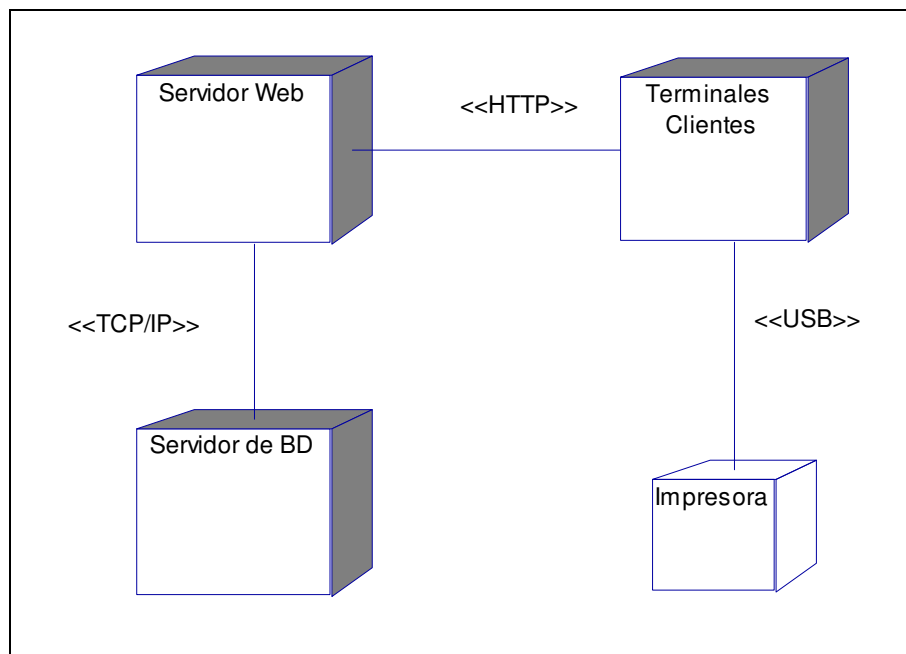 Servidor Web
<<HTTP>>
Terminales
Clientes
<<TCP/IP>>
<<USB>>
Servidor de BD
Impresora